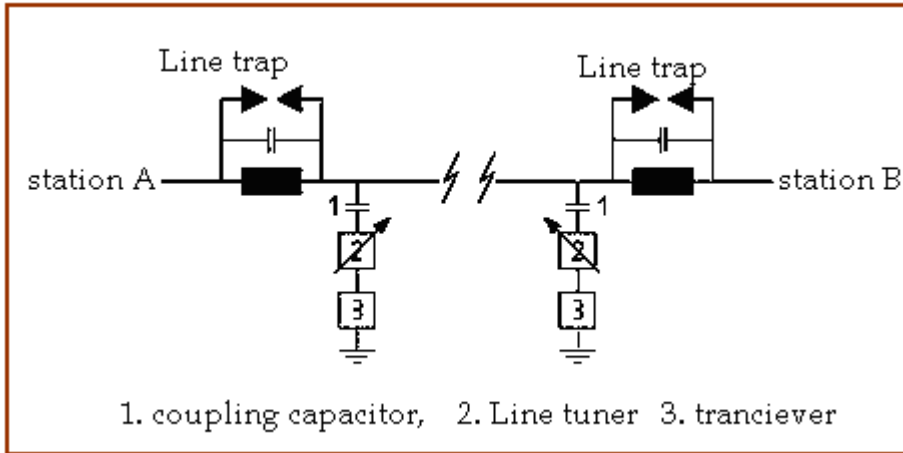 Line trap
Line trap
station A
station B
1
1
2
2
3
3
1. coupling capacitor, 2. Line tuner 3. tranciever